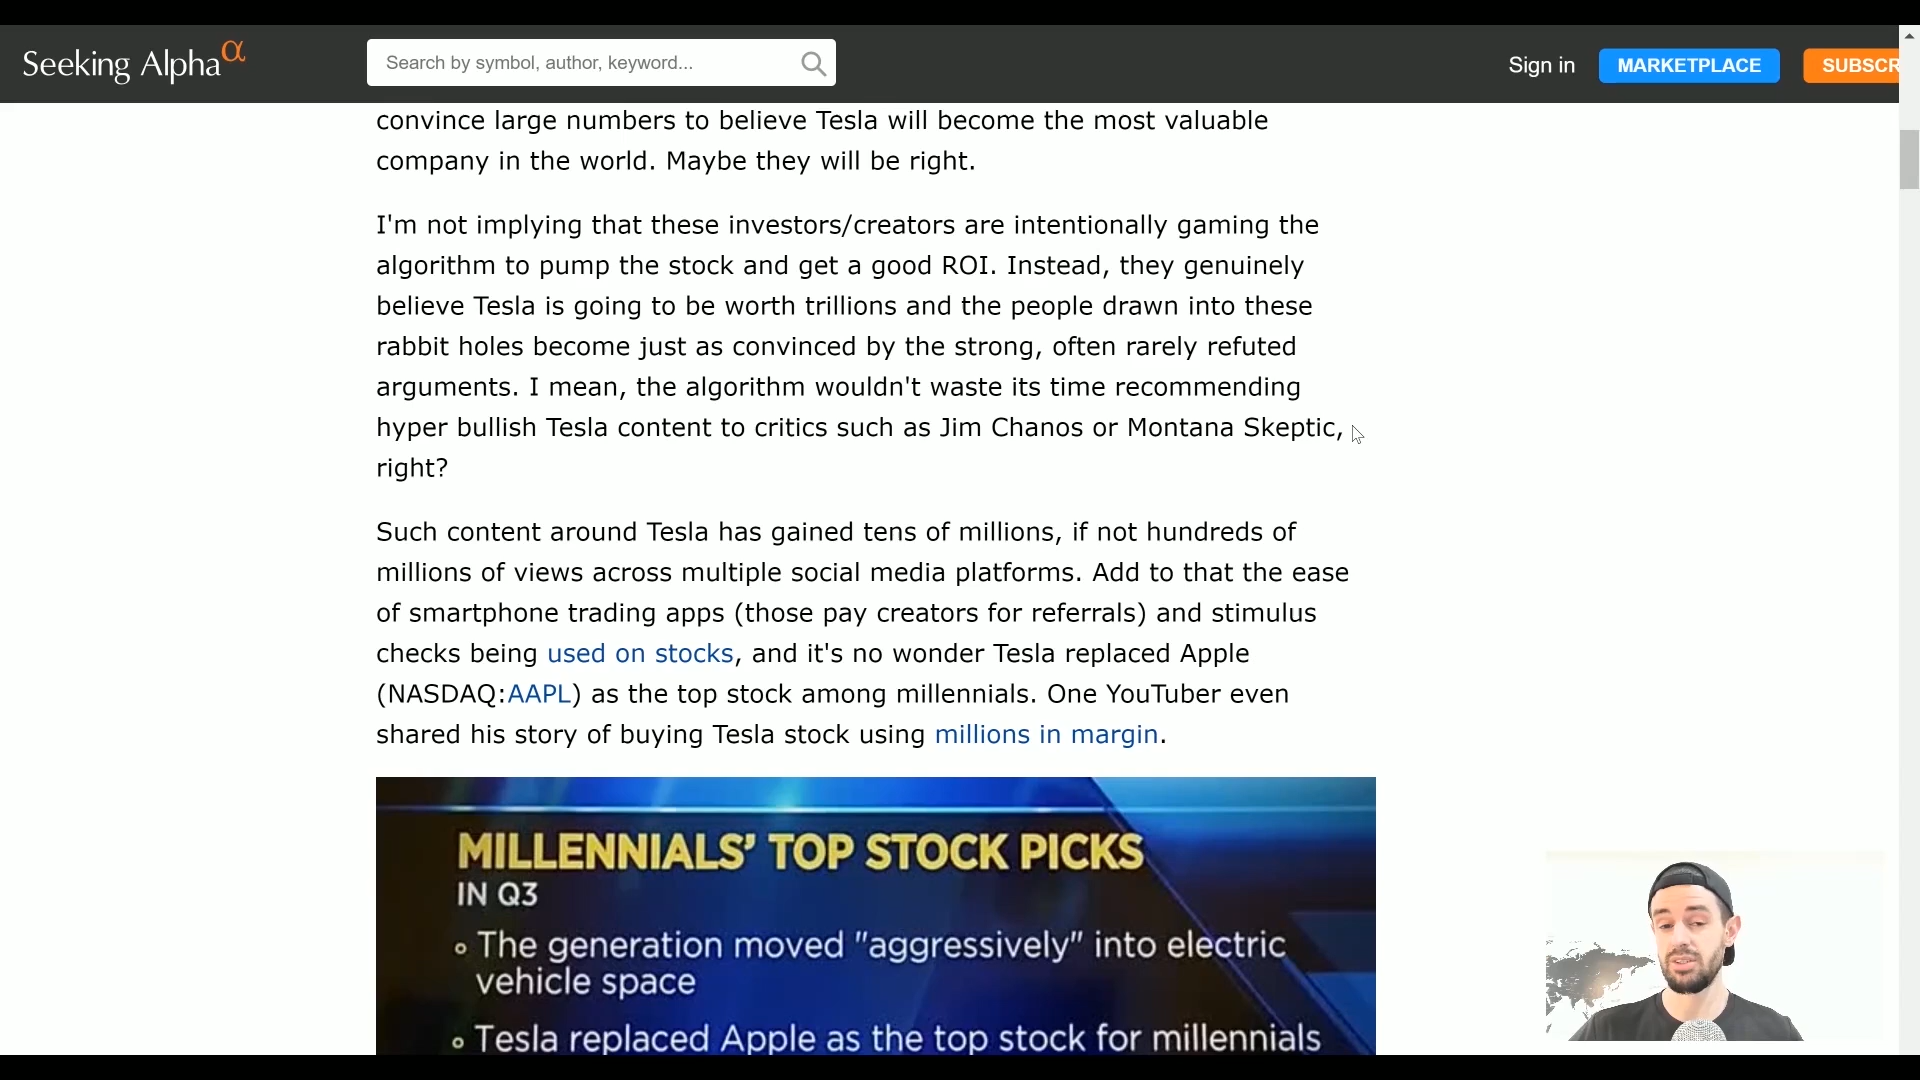 Seeking Alphaα
Search by symbol, author, keyword...
Sign in
MARKETPLACE
SUBSCR
convince large numbers to believe Tesla will become the most valuable
company in the world. Maybe they will be right.
I'm not implying that these investors/creators are intentionally gaming the
algorithm to pump the stock and get a good ROI. Instead, they genuinely
believe Tesla is going to be worth trillions and the people drawn into these
rabbit holes become just as convinced by the strong, often rarely refuted
arguments. I mean, the algorithm wouldn't waste its time recommending
hyper bullish Tesla content to critics such as Jim Chanos or Montana Skeptic,
right?
Such content around Tesla has gained tens of millions, if not hundreds of
millions of views across multiple social media platforms. Add to that the ease
of smartphone trading apps (those pay creators for referrals) and stimulus
checks being used on stocks, and it's no wonder Tesla replaced Apple
(NASDAQ:AAPL) as the top stock among millennials. One YouTuber even
shared his story of buying Tesla stock using millions in margin.
MILLENNIALS' TOP STOCK PICKS
IN Q3
The generation moved "aggressively" into electric
vehicle space
Tesla replaced Apple as the top stock for millennials